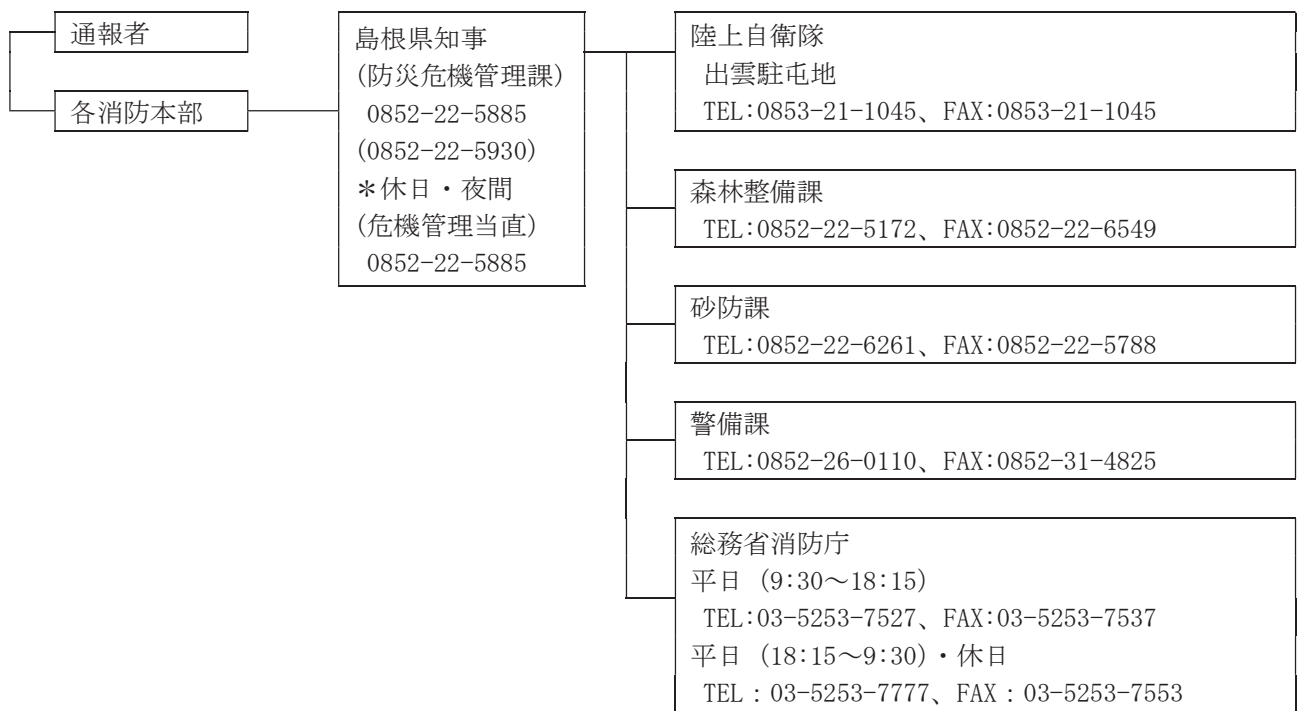 通報者
各消防本部
島根県知事
(防災危機管理課)
0852-22-5885
(0852-22-5930)
＊休日・夜間
(危機管理当直)
0852-22-5885
陸上自衛隊
出雲駐屯地
TEL:0853-21-1045、FAX:0853-21-1045
森林整備課
TEL:0852-22-5172、FAX:0852-22-6549
砂防課
TEL:0852-22-6261、FAX:0852-22-5788
警備課
TEL:0852-26-0110、FAX:0852-31-4825
総務省消防庁
平日 (9:30～18:15)
TEL:03-5253-7527、FAX:03-5253-7537
平日 (18:15～9:30)・休日
TEL：03-5253-7777、FAX：03-5253-7553